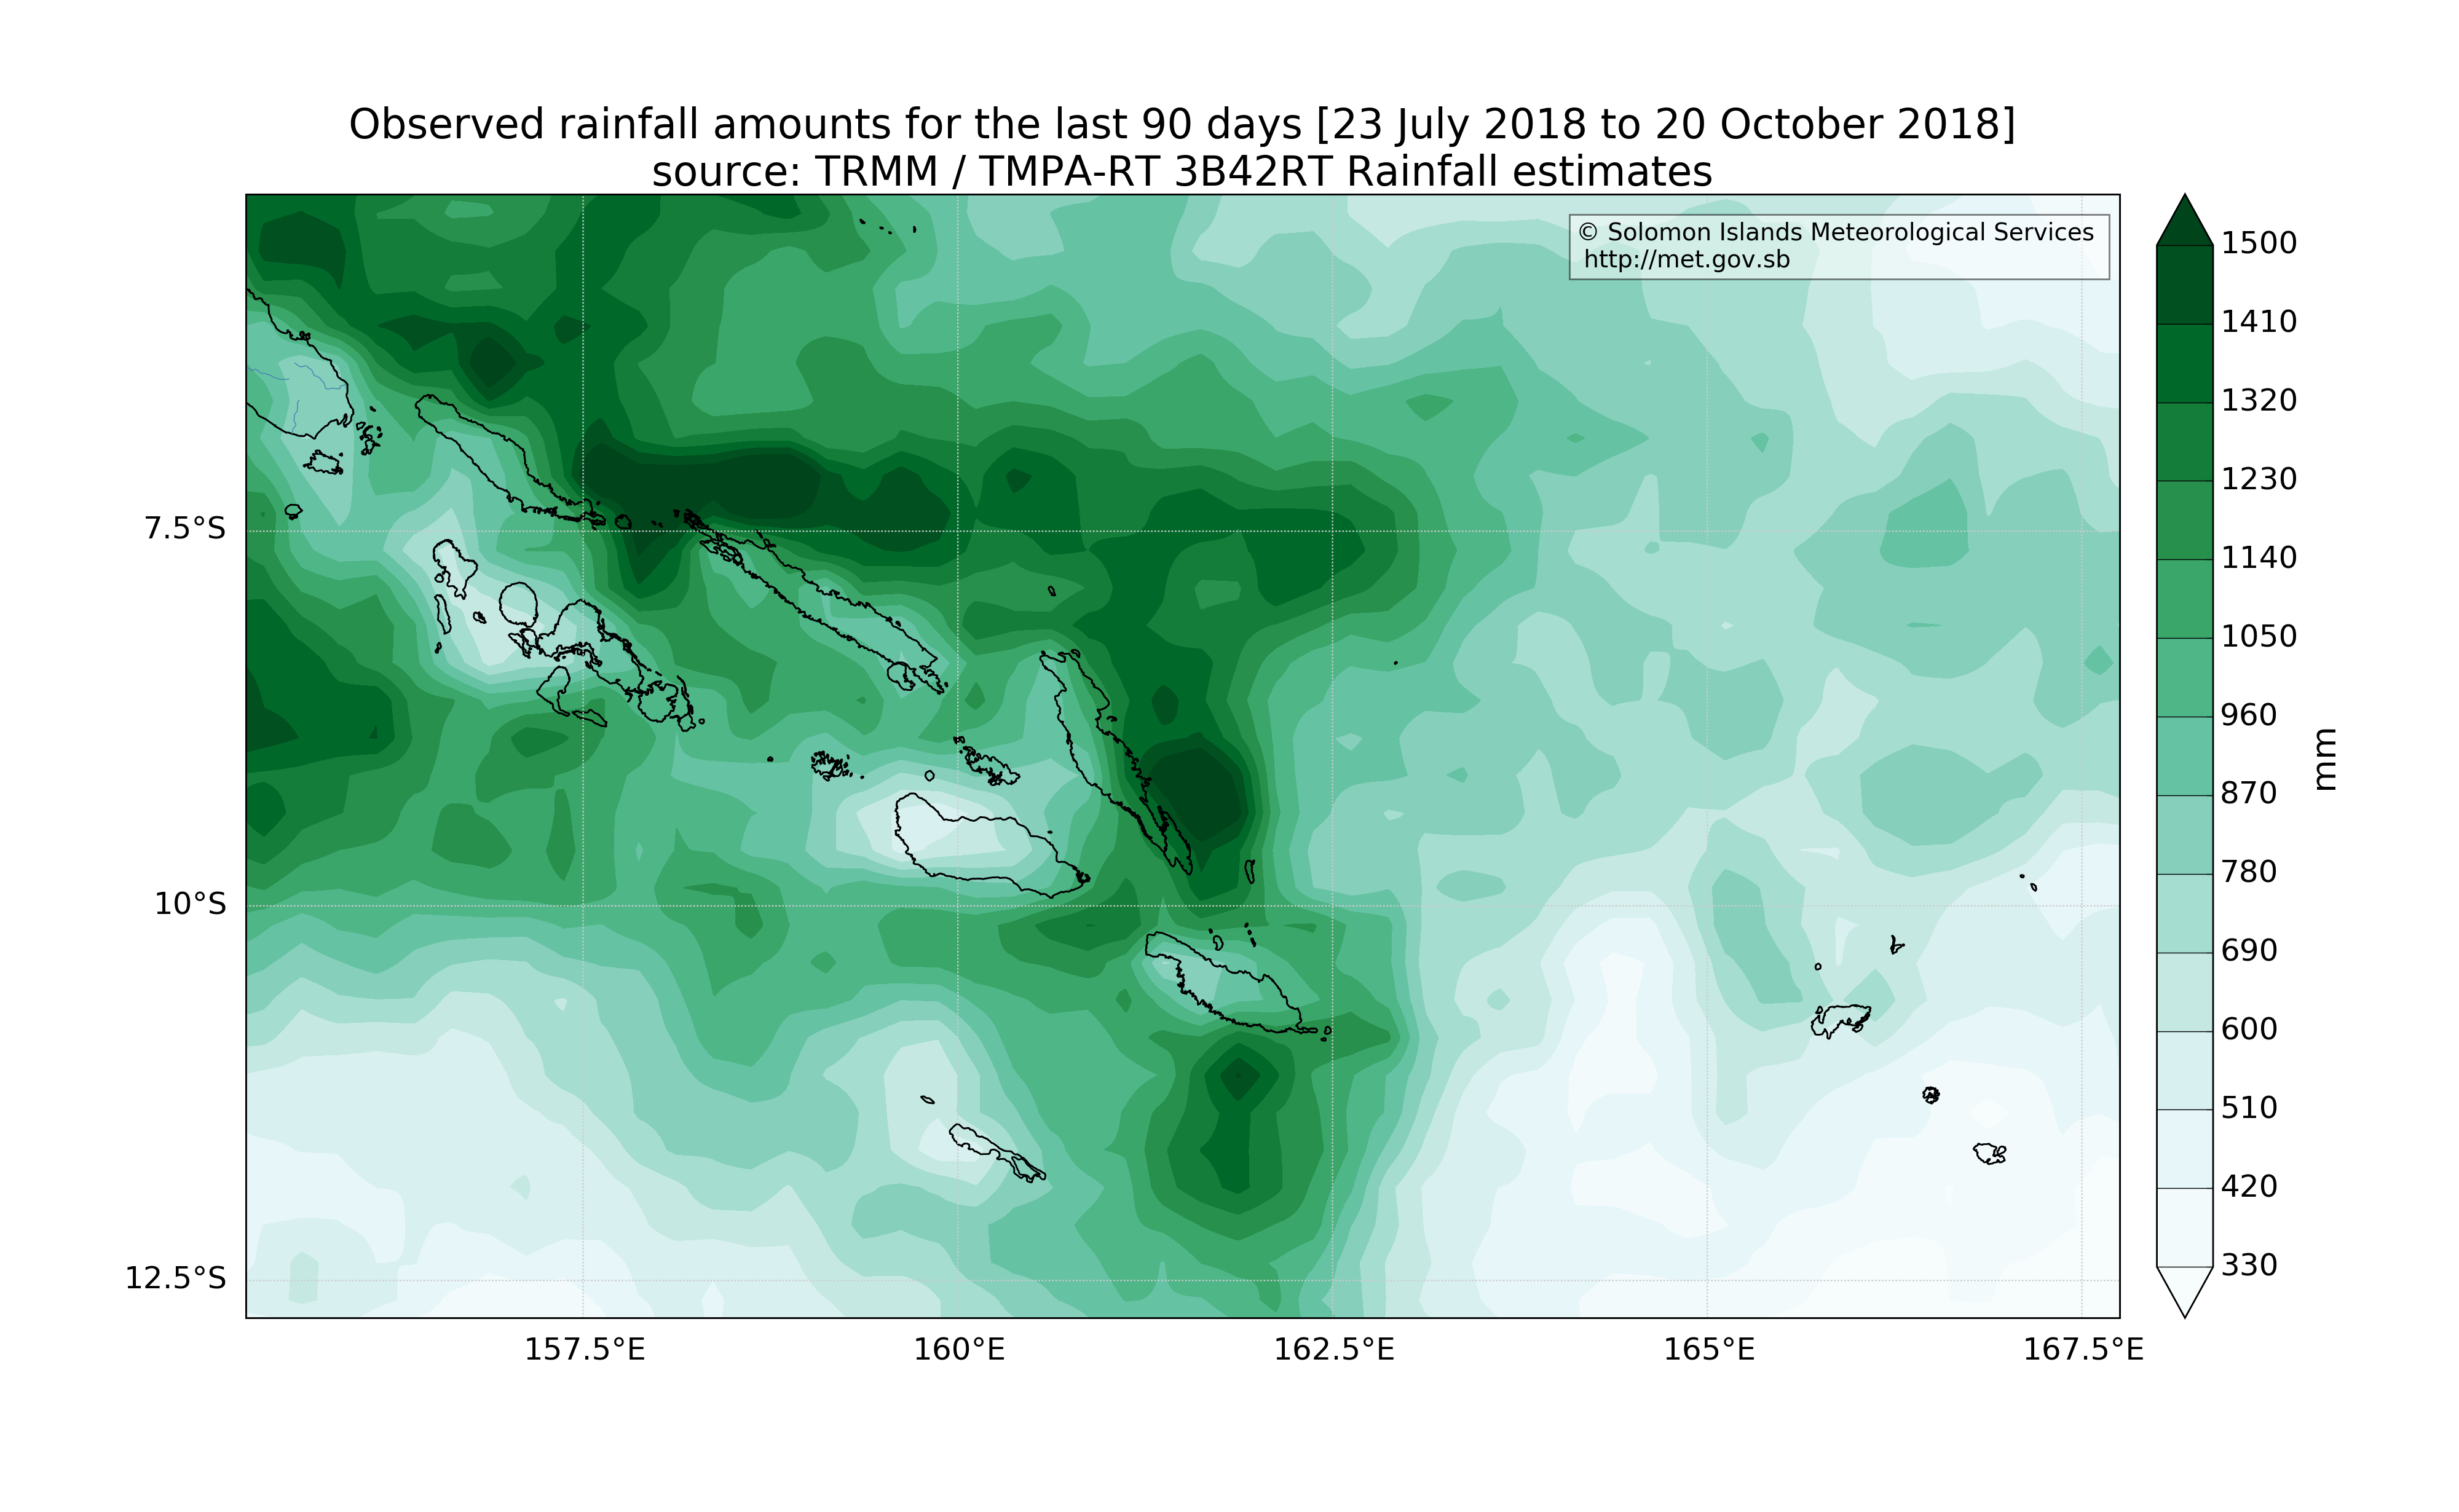 Observed rainfall amounts for the last 90 days [23 July 2018 to 20 October 2018]
source: TRMM / TMPA-RT 3B42RT Rainfall estimates
© Solomon Islands Meteorological Services
http://met.gov.sb
7.5°S
10°S
12.5°S
157.5°E
160°E
162.5°E
165°E
167.5°E
1500
1410
1320
1230
1140
1050
960
870
780
690
600
510
420
330
mm